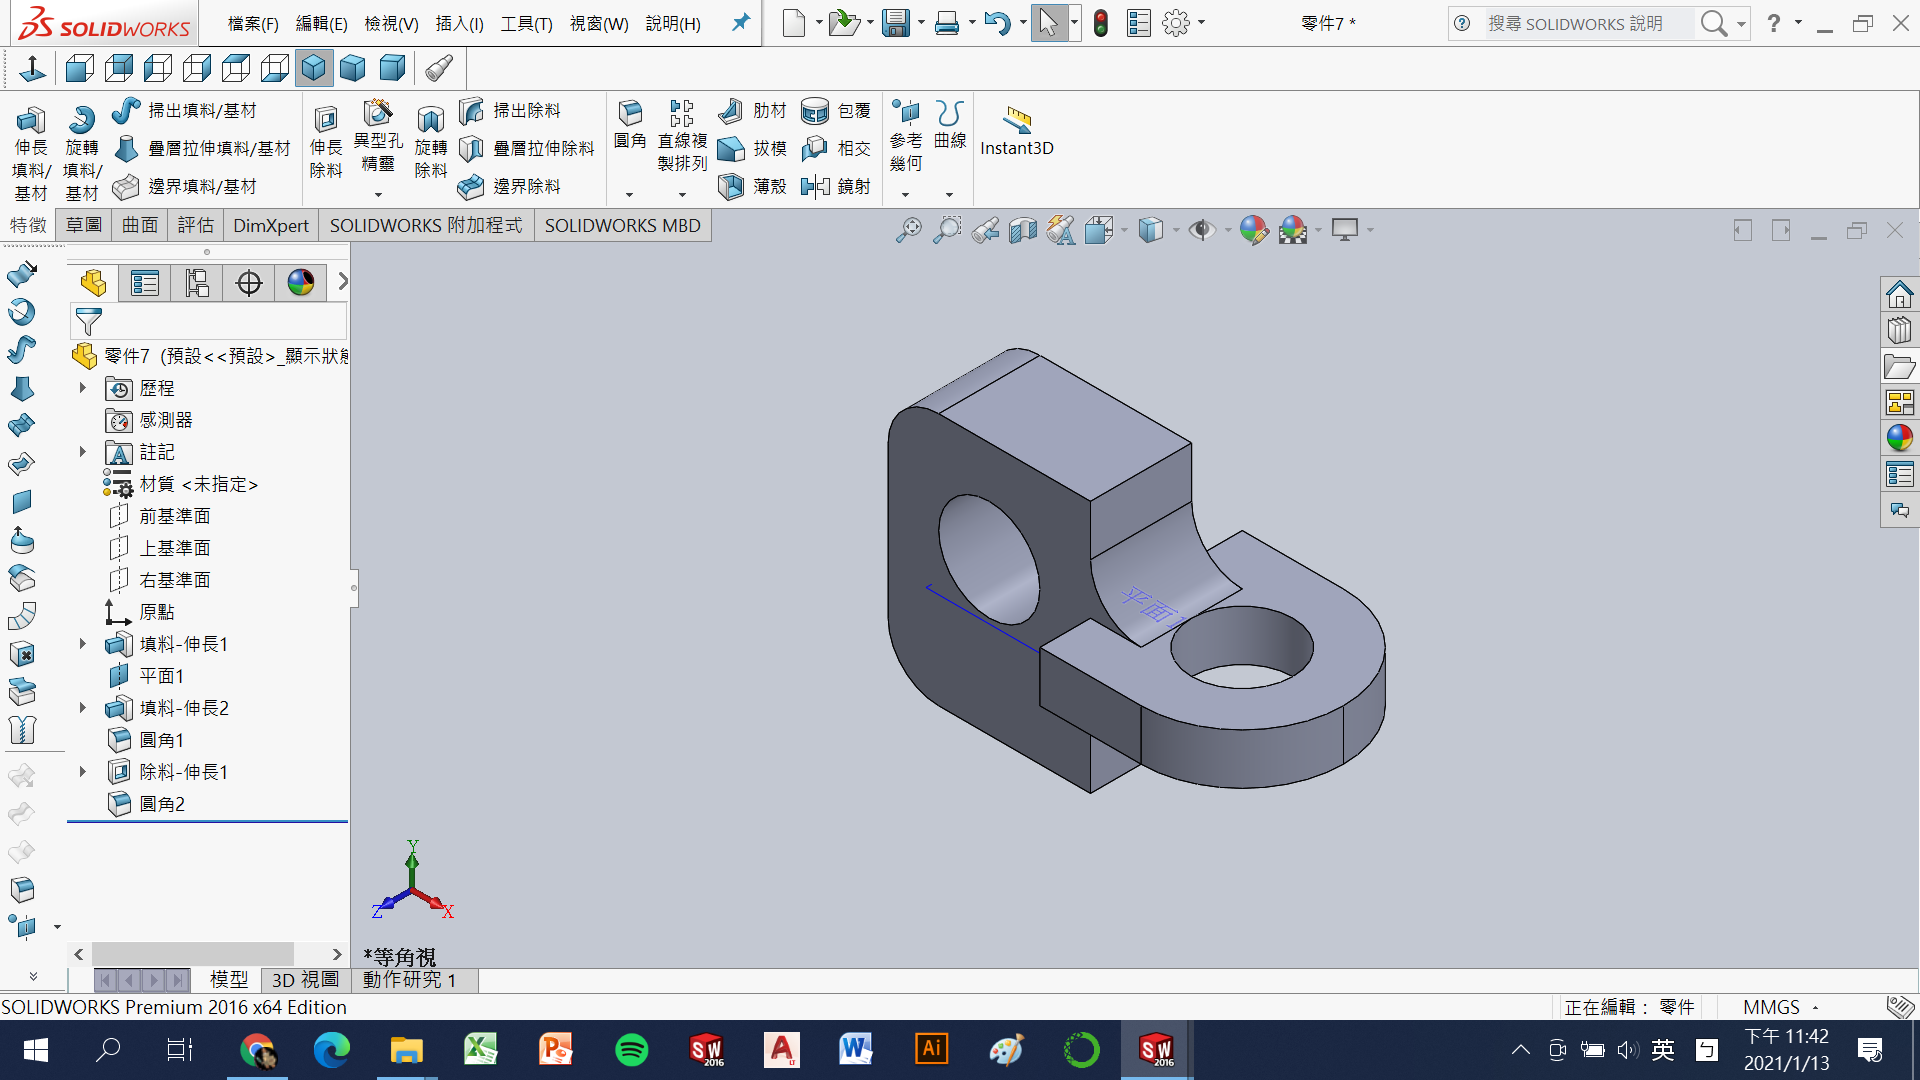 SOLIDWORKS 檔案(F) 編輯(E) 檢視(V) 插入(I) 工具(T) 視窗(W) 說明(H) 零件7 * 搜尋 SOLIDWORKS 說明 ?
伸長填料/基材
旋轉填料/基材
掃出填料/基材
疊層拉伸填料/基材
邊界填料/基材
伸長除料
異型孔精靈
旋轉除料
掃出除料
疊層拉伸除料
邊界除料
圓角
直線複製排列
肋材
拔模
薄殼
包覆
相交
鏡射
參考幾何
曲線
Instant3D
特徵 草圖 曲面 評估 DimXpert SOLIDWORKS 附加程式 SOLIDWORKS MBD
零件7 (預設<<預設>_顯示狀態
歷程
感測器
註記
材質 <未指定>
前基準面
上基準面
右基準面
原點
填料-伸長1
平面1
填料-伸長2
圓角1
除料-伸長1
圓角2
平面1
Y
Z X
*等角視
模型 3D 視圖 動作研究 1
SOLIDWORKS Premium 2016 x64 Edition 正在編輯： 零件 MMGS
SW 2016 A LT W Ai SW 2016 英 ㄅ
下午 11:42
2021/1/13